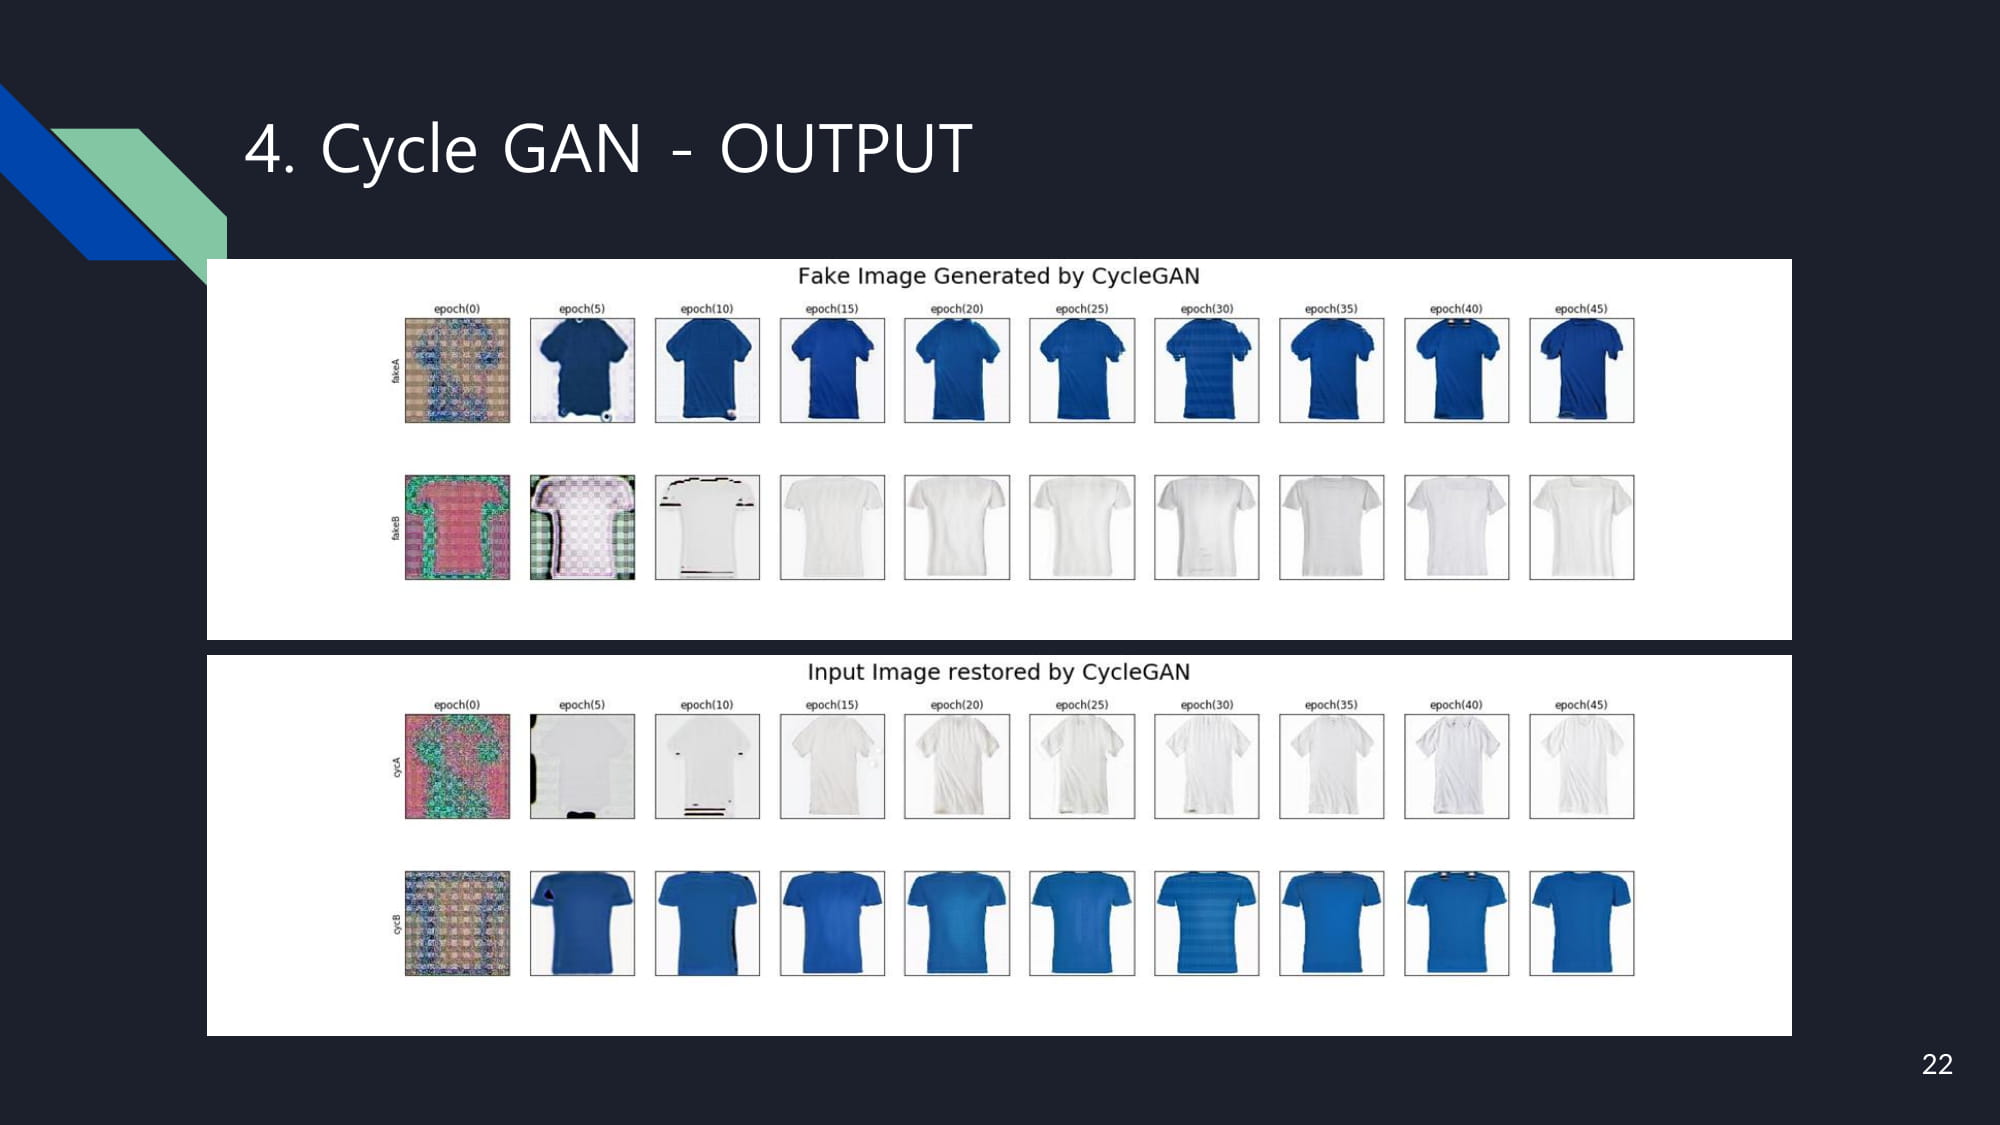 4. Cycle GAN - OUTPUT
Fake Image Generated by CycleGAN
epoch(0) epoch(5) epoch(10) epoch(15) epoch(20) epoch(25) epoch(30) epoch(35) epoch(40) epoch(45)
fakeA
fakeB
Input Image restored by CycleGAN
epoch(0) epoch(5) epoch(10) epoch(15) epoch(20) epoch(25) epoch(30) epoch(35) epoch(40) epoch(45)
cycA
cycB
22